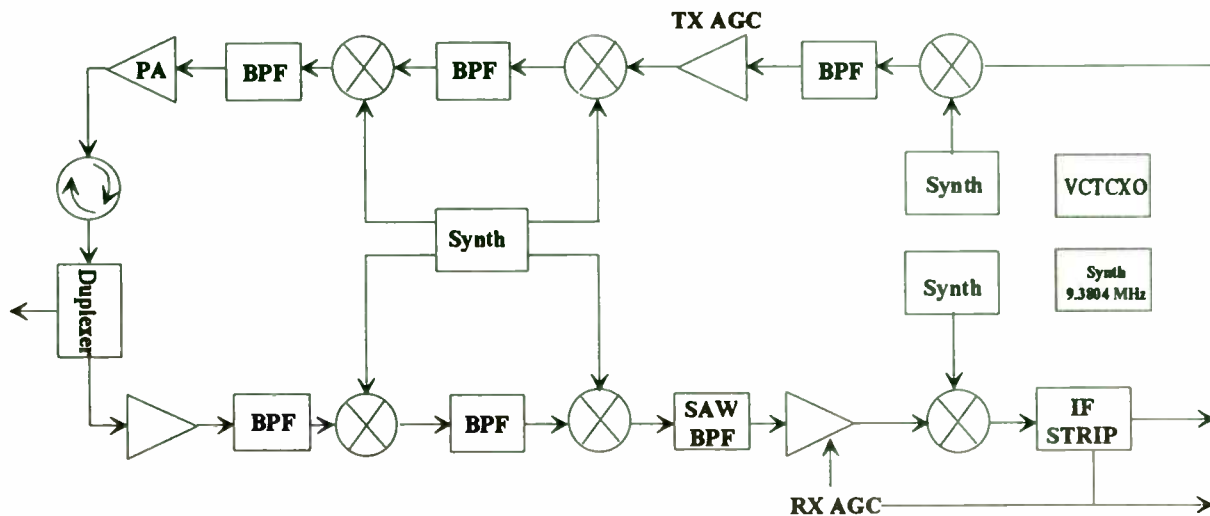 TX AGC
PA
BPF
BPF
BPF
Synth
VCTCXO
Synth
Synth
Synth
9.3804 MHz
Duplexer
BPF
BPF
SAW
BPF
IF
STRIP
RX AGC